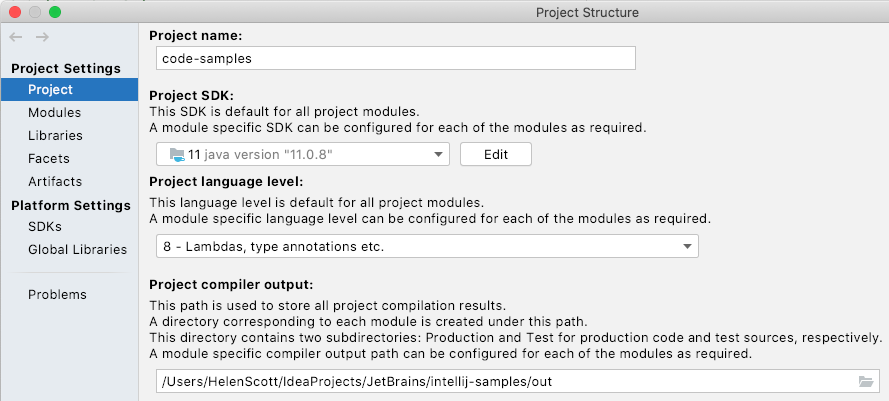 Project Structure
Project Settings
Project
Modules
Libraries
Facets
Artifacts
Platform Settings
SDKs
Global Libraries
Problems
Project name:
code-samples
Project SDK:
This SDK is default for all project modules.
A module specific SDK can be configured for each of the modules as required.
11 java version "11.0.8"
Edit
Project language level:
This language level is default for all project modules.
A module specific language level can be configured for each of the modules as required.
8 - Lambdas, type annotations etc.
Project compiler output:
This path is used to store all project compilation results.
A directory corresponding to each module is created under this path.
This directory contains two subdirectories: Production and Test for production code and test sources, respectively.
A module specific compiler output path can be configured for each of the modules as required.
/Users/HelenScott/IdeaProjects/JetBrains/intellij-samples/out